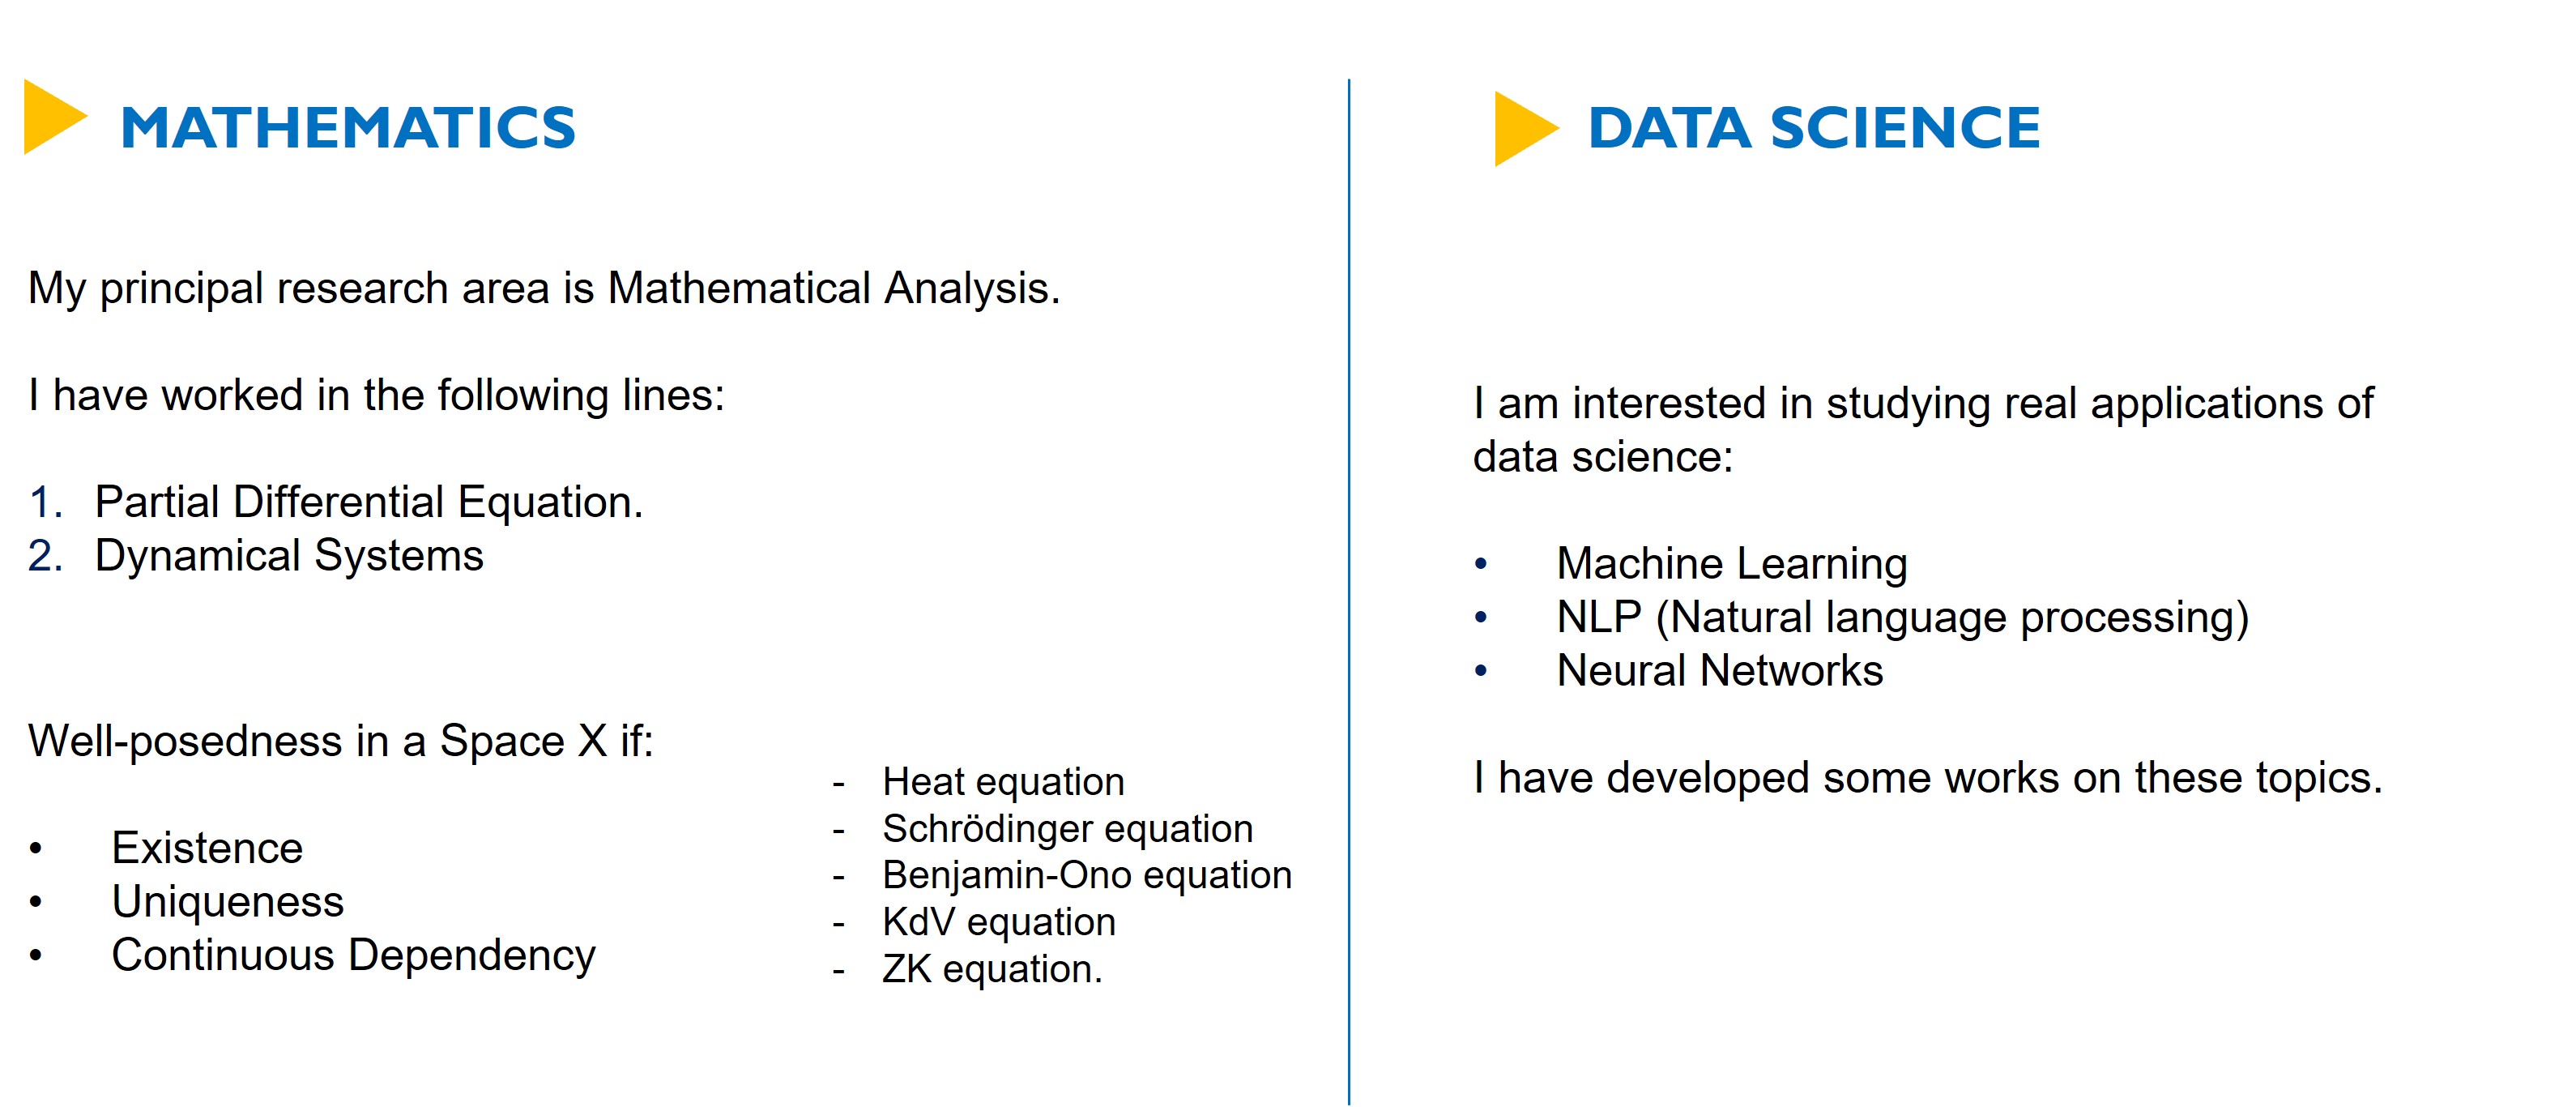 MATHEMATICS
My principal research area is Mathematical Analysis.
I have worked in the following lines:
1. Partial Differential Equation.
2. Dynamical Systems
Well-posedness in a Space X if:
• Existence
• Uniqueness
• Continuous Dependency
- Heat equation
- Schrödinger equation
- Benjamin-Ono equation
- KdV equation
- ZK equation.
DATA SCIENCE
I am interested in studying real applications of
data science:
• Machine Learning
• NLP (Natural language processing)
• Neural Networks
I have developed some works on these topics.